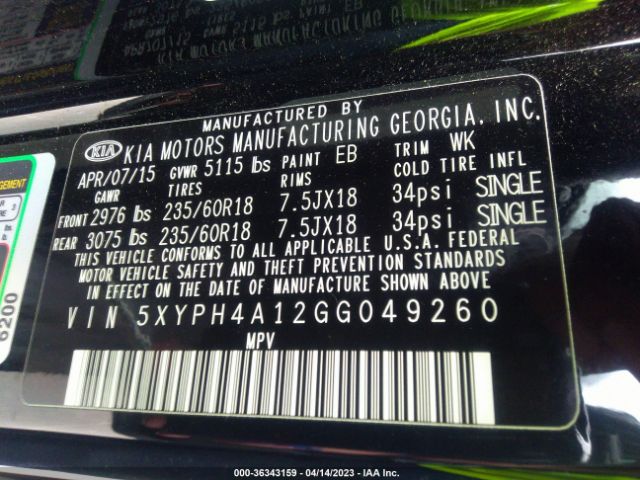 MANUFACTURED BY
KIA KIA MOTORS MANUFACTURING GEORGIA, INC.
APR/07/15 GVWR 5115 lbs PAINT EB TRIM WK
GAWR TIRES RIMS COLD TIRE INFL
FRONT 2976 lbs 235/60R18 7.5JX18 34psi SINGLE
REAR 3075 lbs 235/60R18 7.5JX18 34psi SINGLE
THIS VEHICLE CONFORMS TO ALL APPLICABLE U.S.A. FEDERAL
MOTOR VEHICLE SAFETY AND THEFT PREVENTION STANDARDS
IN EFFECT ON THE DATE OF MANUFACTURE SHOWN ABOVE
VIN 5XYPH4A12GG049260
MPV
6200
000-36343159 - 04/14/2023 - IAA Inc.